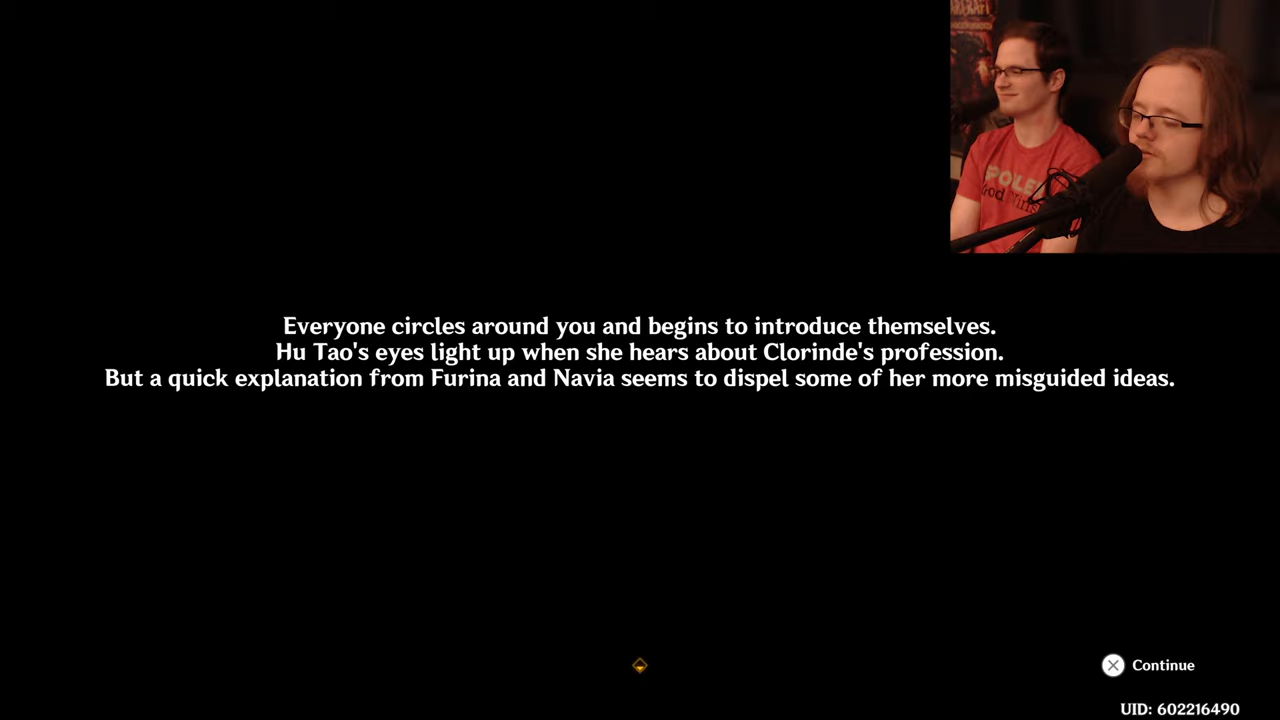 Everyone circles around you and begins to introduce themselves.
Hu Tao's eyes light up when she hears about Clorinde's profession.
But a quick explanation from Furina and Navia seems to dispel some of her more misguided ideas.
Continue
UID: 602216490